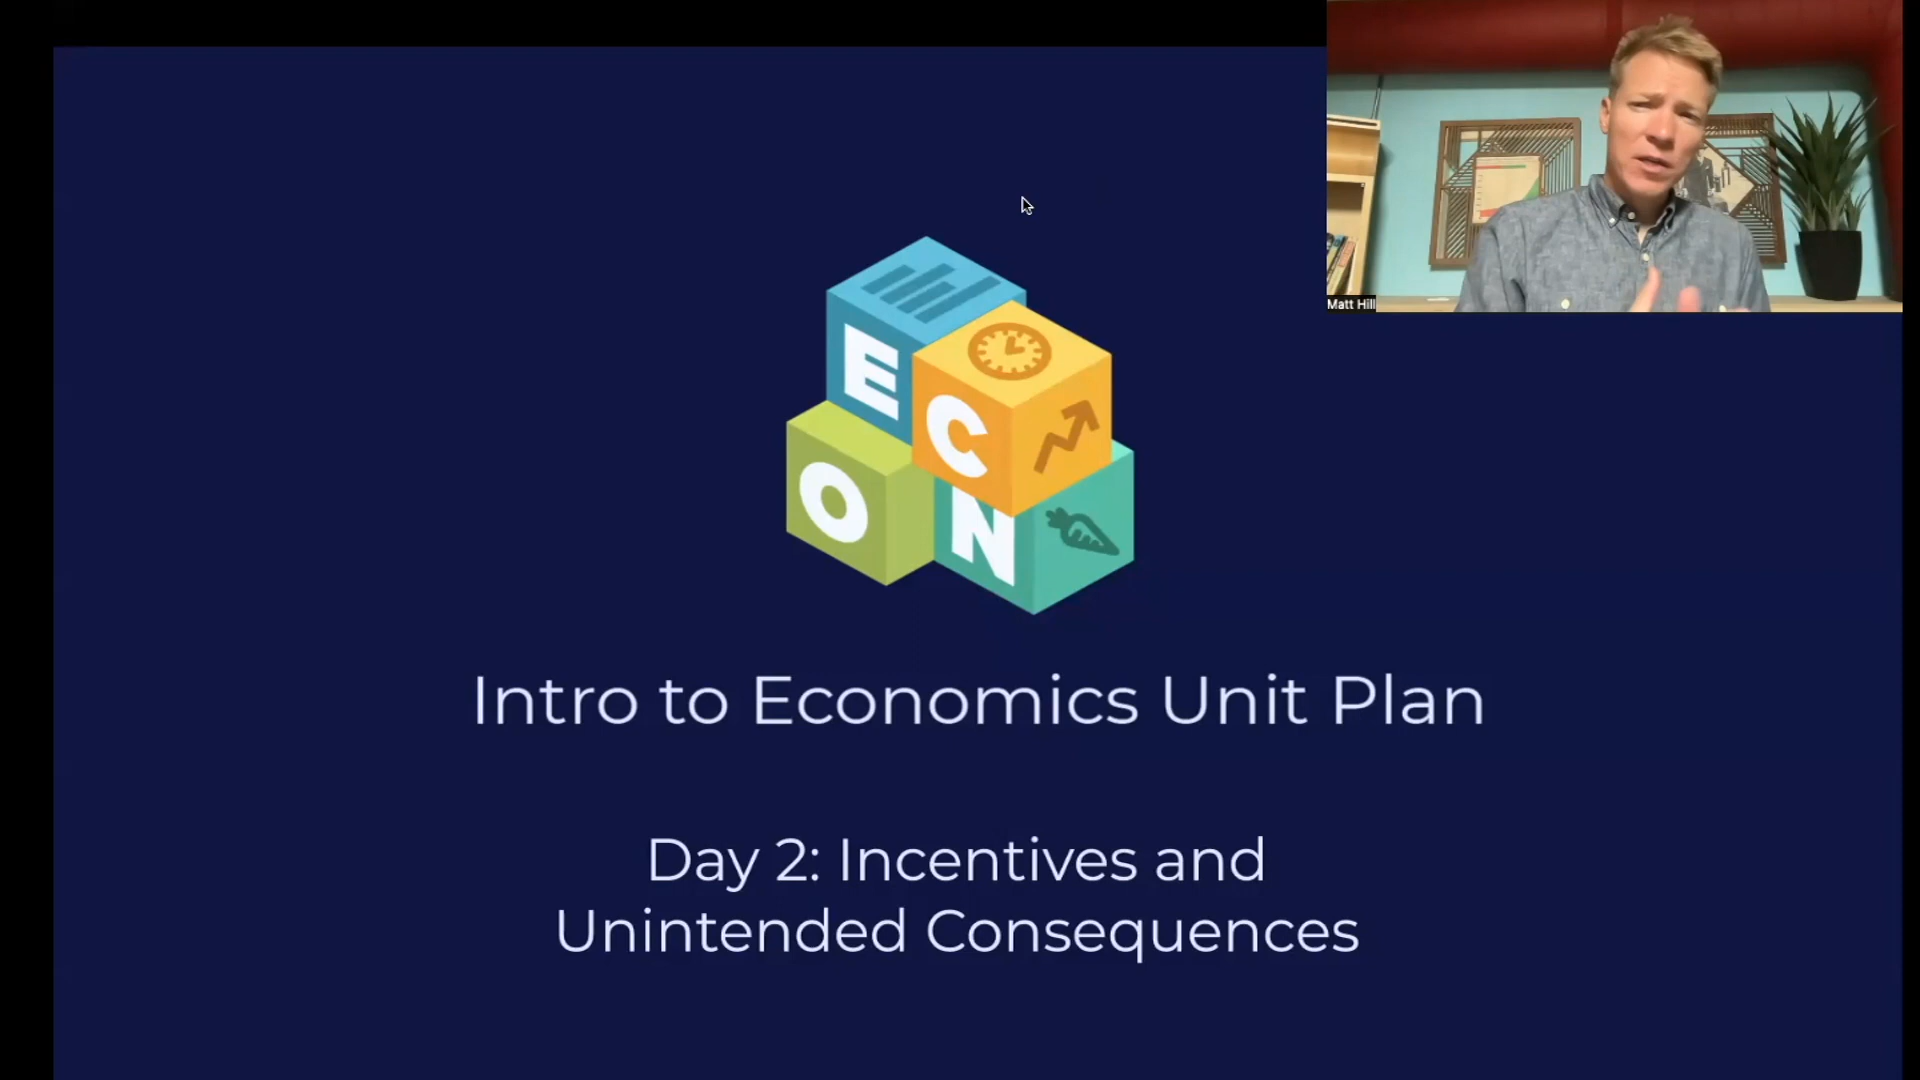 Matt Hill
E
C
O
N
Intro to Economics Unit Plan
Day 2: Incentives and
Unintended Consequences